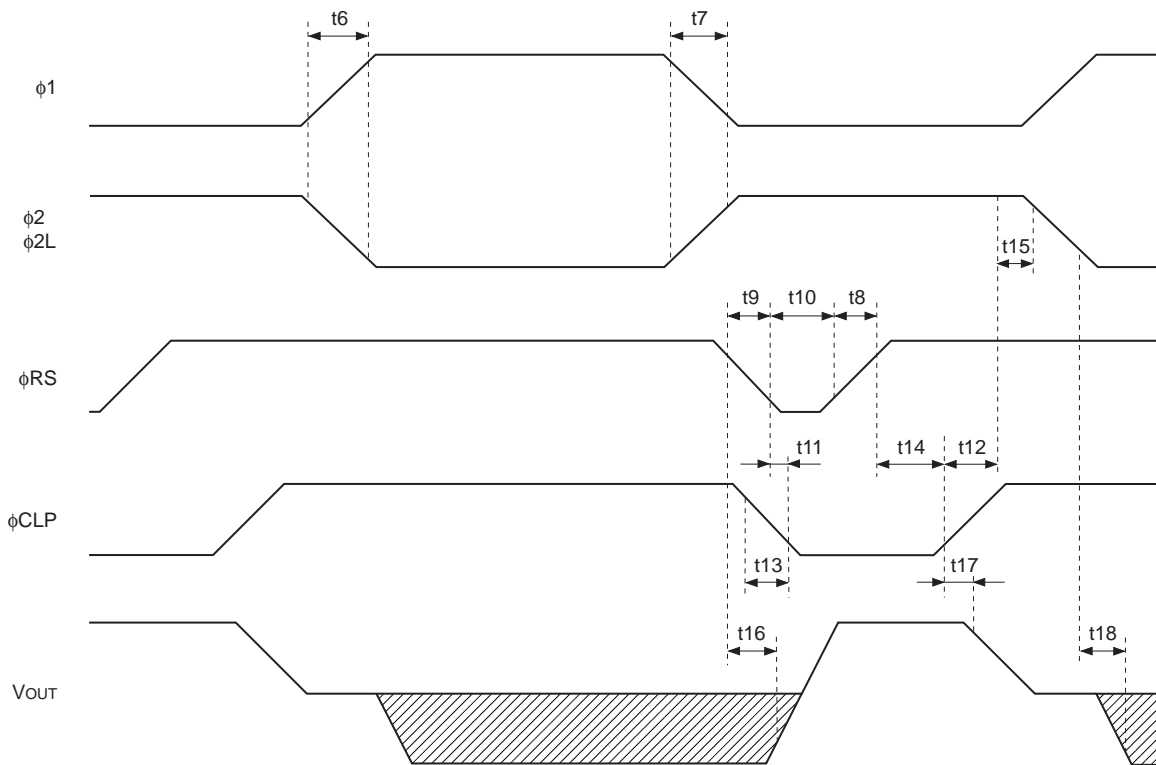 t6
t7
ϕ1
ϕ2
ϕ2L
t15
t9
t10
t8
ϕRS
t11
t14
t12
ϕCLP
t13
t17
t16
t18
VOUT